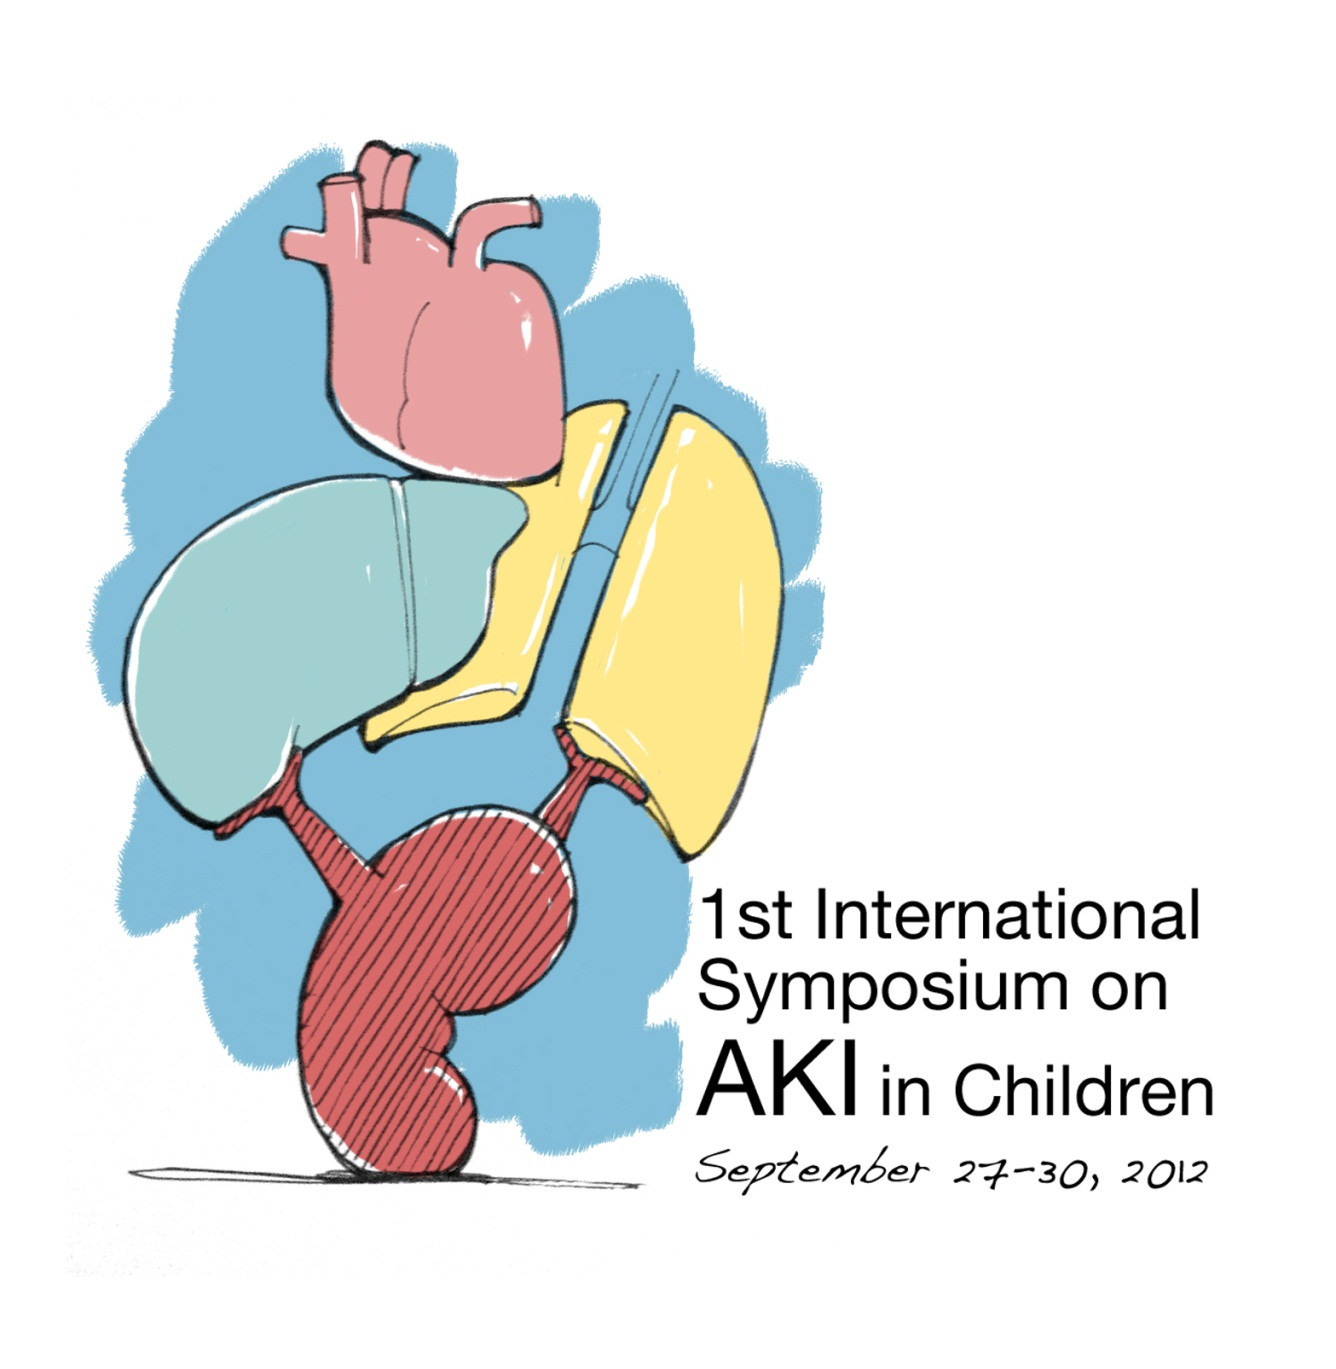 1st International
Symposium on
AKI in Children
September 27-30, 2012